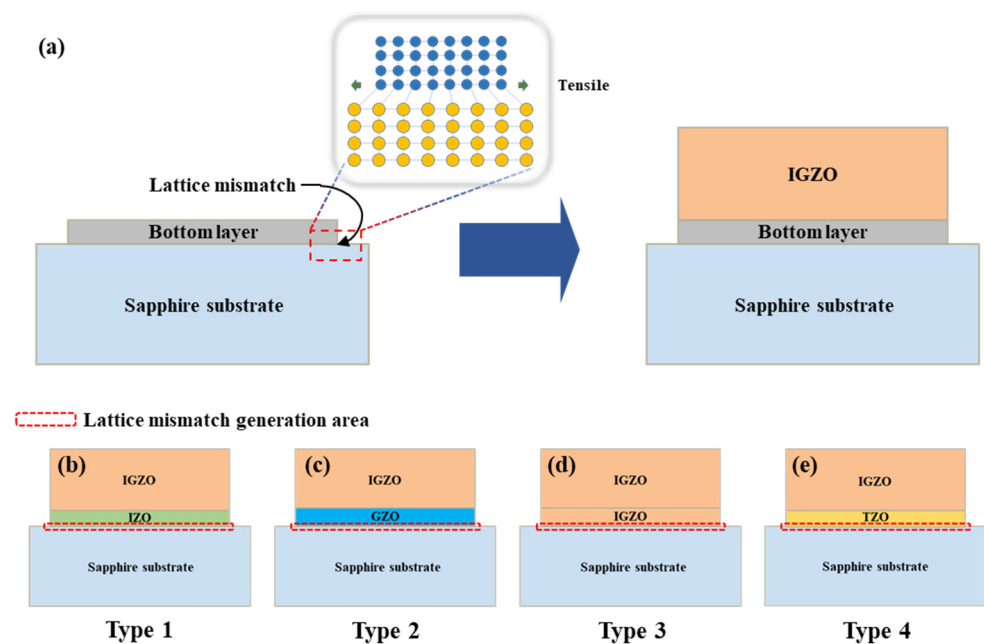 (a)
Tensile
Lattice mismatch
Bottom layer
Sapphire substrate
IGZO
Bottom layer
Sapphire substrate
Lattice mismatch generation area
(b)
IGZO
IZO
Sapphire substrate
Type 1
(c)
IGZO
GZO
Sapphire substrate
Type 2
(d)
IGZO
IGZO
Sapphire substrate
Type 3
(e)
IGZO
TZO
Sapphire substrate
Type 4